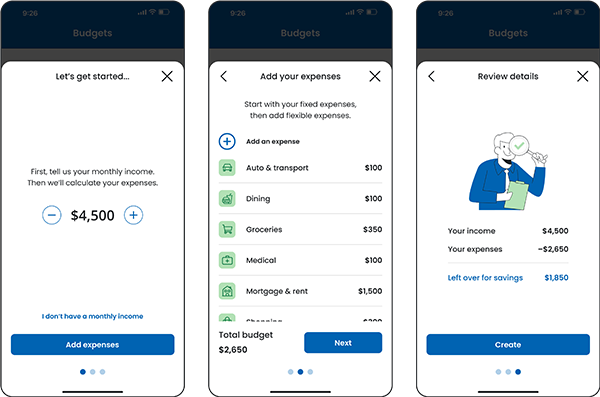 9:26
Budgets
Let's get started...
First, tell us your monthly income.
Then we'll calculate your expenses.
$4,500
I don't have a monthly income
Add expenses
9:26
Budgets
Add your expenses
Start with your fixed expenses,
then add flexible expenses.
Add an expense
Auto & transport $100
Dining $100
Groceries $350
Medical $100
Mortgage & rent $1,500
Shopping $300
Total budget
$2,650
Next
9:26
Budgets
Review details
Your income $4,500
Your expenses –$2,650
Left over for savings $1,850
Create